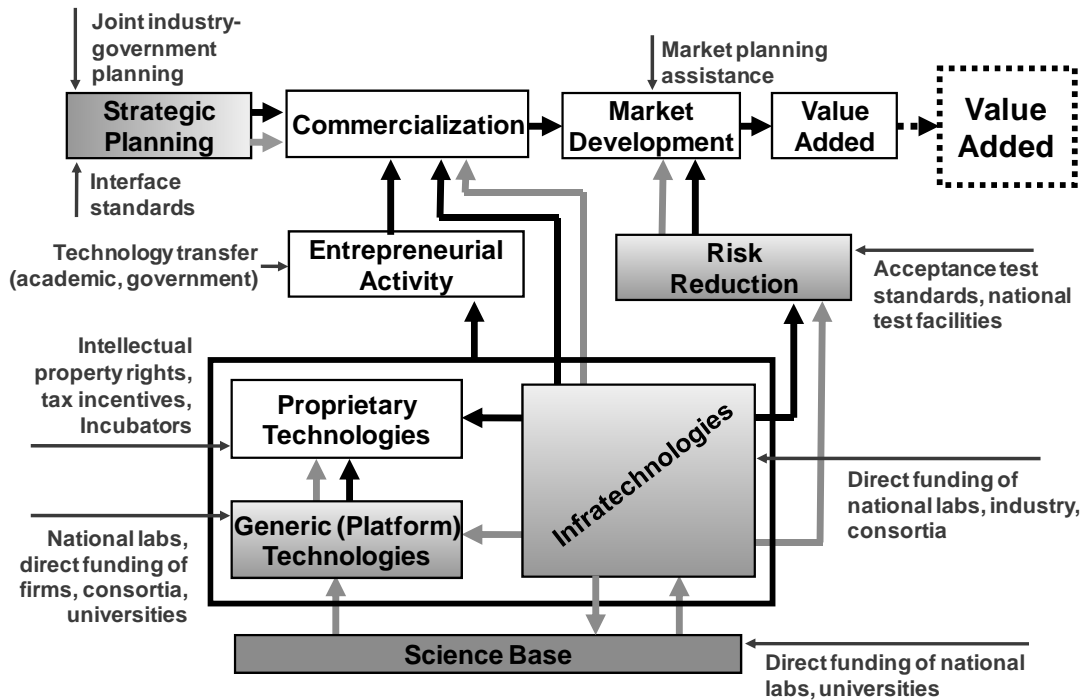 Joint industry-
government
planning
Market planning
assistance
Strategic
Planning
Commercialization
Market
Development
Value
Added
Value
Added
Interface
standards
Technology transfer
(academic, government)
Entrepreneurial
Activity
Risk
Reduction
Acceptance test
standards, national
test facilities
Intellectual
property rights,
tax incentives,
Incubators
Proprietary
Technologies
Infratechnologies
Direct funding of
national labs, industry,
consortia
Generic (Platform)
Technologies
National labs,
direct funding of
firms, consortia,
universities
Science Base
Direct funding of national
labs, universities